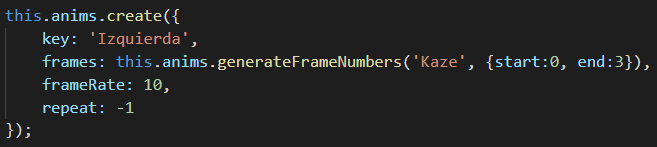 this.anims.create({
    key: 'Izquierda',
    frames: this.anims.generateFrameNumbers('Kaze', {start:0, end:3}),
    frameRate: 10,
    repeat: -1
});